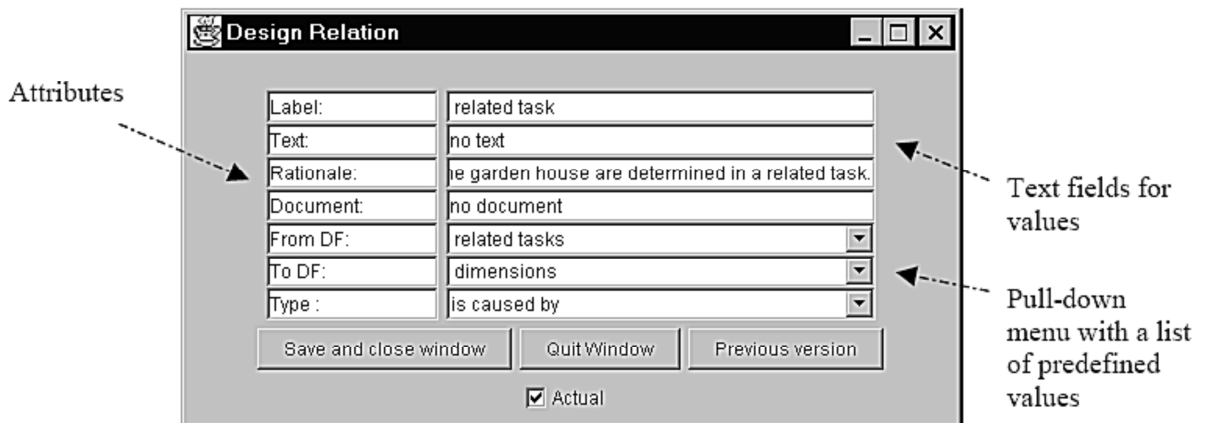 Design Relation
Attributes
Label: related task
Text: no text
Rationale: ne garden house are determined in a related task.
Document: no document
From DF: related tasks
To DF: dimensions
Type : is caused by
Text fields for
values
Pull-down
menu with a list
of predefined
values
Save and close window Quit Window Previous version
Actual